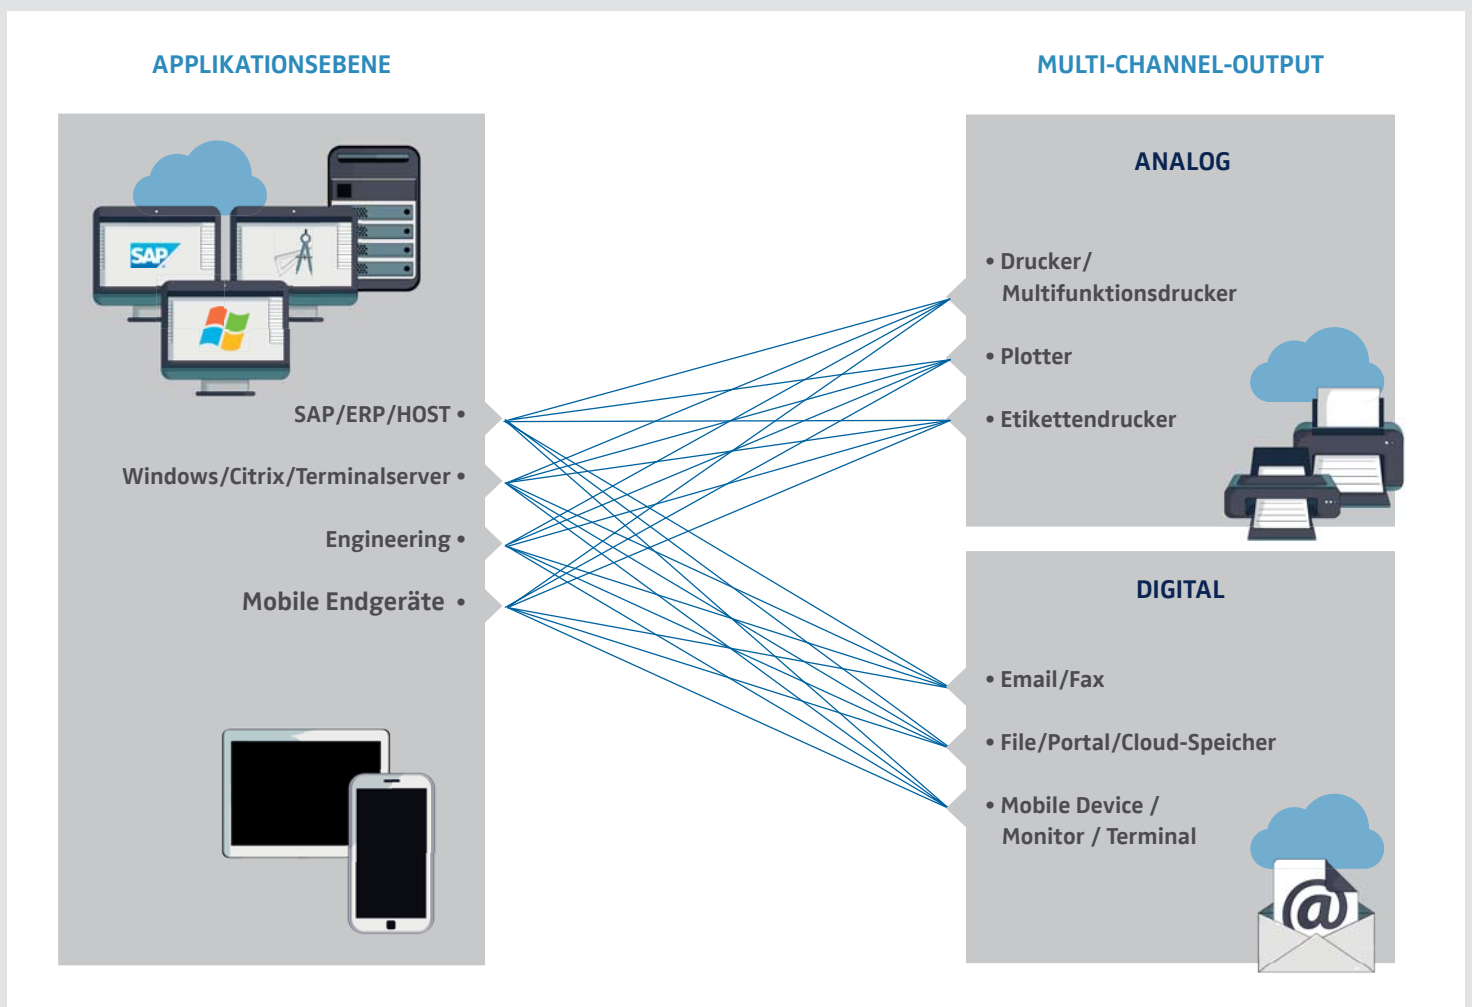 APPLIKATIONSEBENE
SAP
SAP/ERP/HOST •
Windows/Citrix/Terminalserver •
Engineering •
Mobile Endgeräte •
MULTI-CHANNEL-OUTPUT
ANALOG
• Drucker/
Multifunktionsdrucker
• Plotter
• Etikettendrucker
DIGITAL
• Email/Fax
• File/Portal/Cloud-Speicher
• Mobile Device /
Monitor / Terminal
@